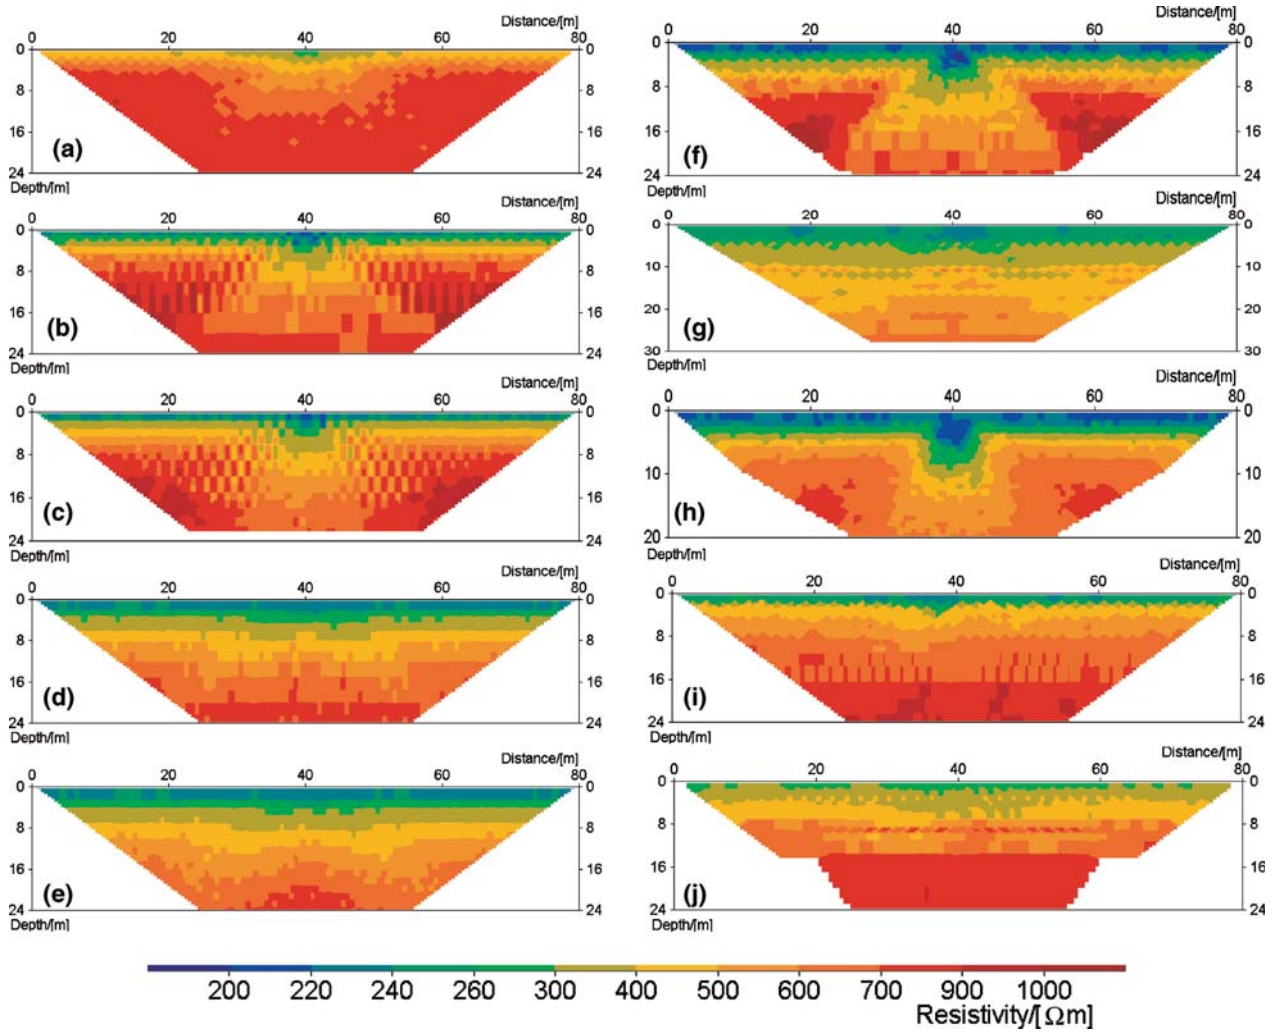 Distance/[m]
0 20 40 60 80
0 0
8 8
16 16
24 24
(a)
Depth/[m]
Distance/[m]
0 20 40 60 80
0 0
8 8
16 16
24 24
(b)
Depth/[m]
Distance/[m]
0 20 40 60 80
0 0
8 8
16 16
24 24
(c)
Depth/[m]
Distance/[m]
0 20 40 60 80
0 0
8 8
16 16
24 24
(d)
Depth/[m]
Distance/[m]
0 20 40 60 80
0 0
8 8
16 16
24 24
(e)
Depth/[m]
Distance/[m]
0 20 40 60 80
0 0
8 8
16 16
24 24
(f)
Depth/[m]
Distance/[m]
0 20 40 60 80
0 0
10 10
20 20
30 30
(g)
Depth/[m]
Distance/[m]
0 20 40 60 80
0 0
10 10
20 20
(h)
Depth/[m]
Distance/[m]
0 20 40 60 80
0 0
8 8
16 16
24 24
(i)
Depth/[m]
Distance/[m]
0 20 40 60 80
0 0
8 8
16 16
24 24
(j)
Depth/[m]
200 220 240 260 300 400 500 600 700 900 1000
Resistivity/[Ωm]